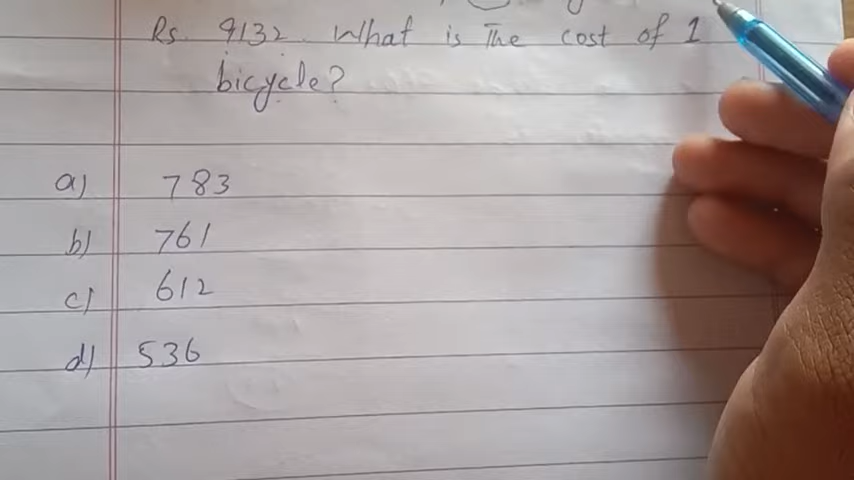 Rs. 9132. What is The cost of 1
bicycle?
a) 783
b) 761
c) 612
d) 536